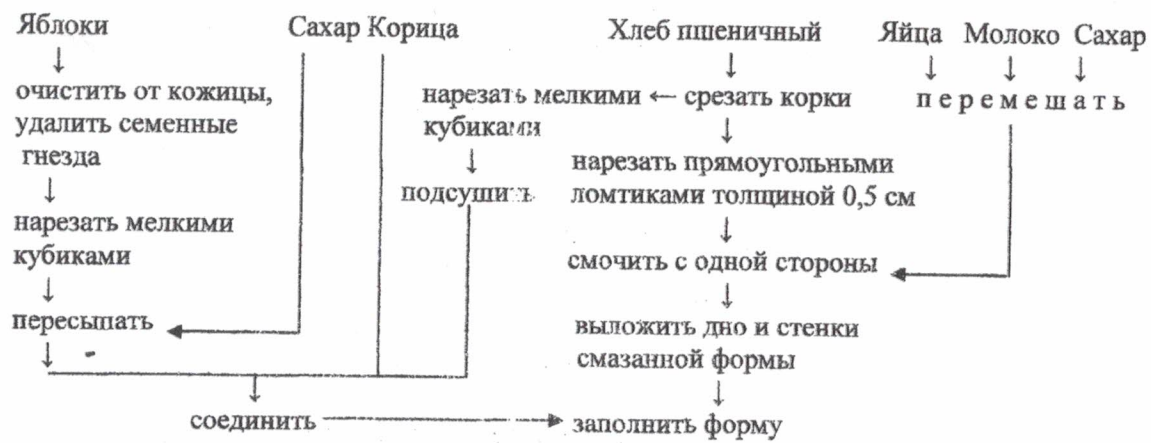 Яблоки
Сахар Корица
Хлеб пшеничный
Яйца Молоко Сахар
очистить от кожицы,
удалить семенные
гнезда
нарезать мелкими
кубиками
пересыпать
нарезать мелкими ← срезать корки
кубиками
подсушить
перемешать
нарезать прямоугольными
ломтиками толщиной 0,5 см
смочить с одной стороны
выложить дно и стенки
смазанной формы
соединить
заполнить форму